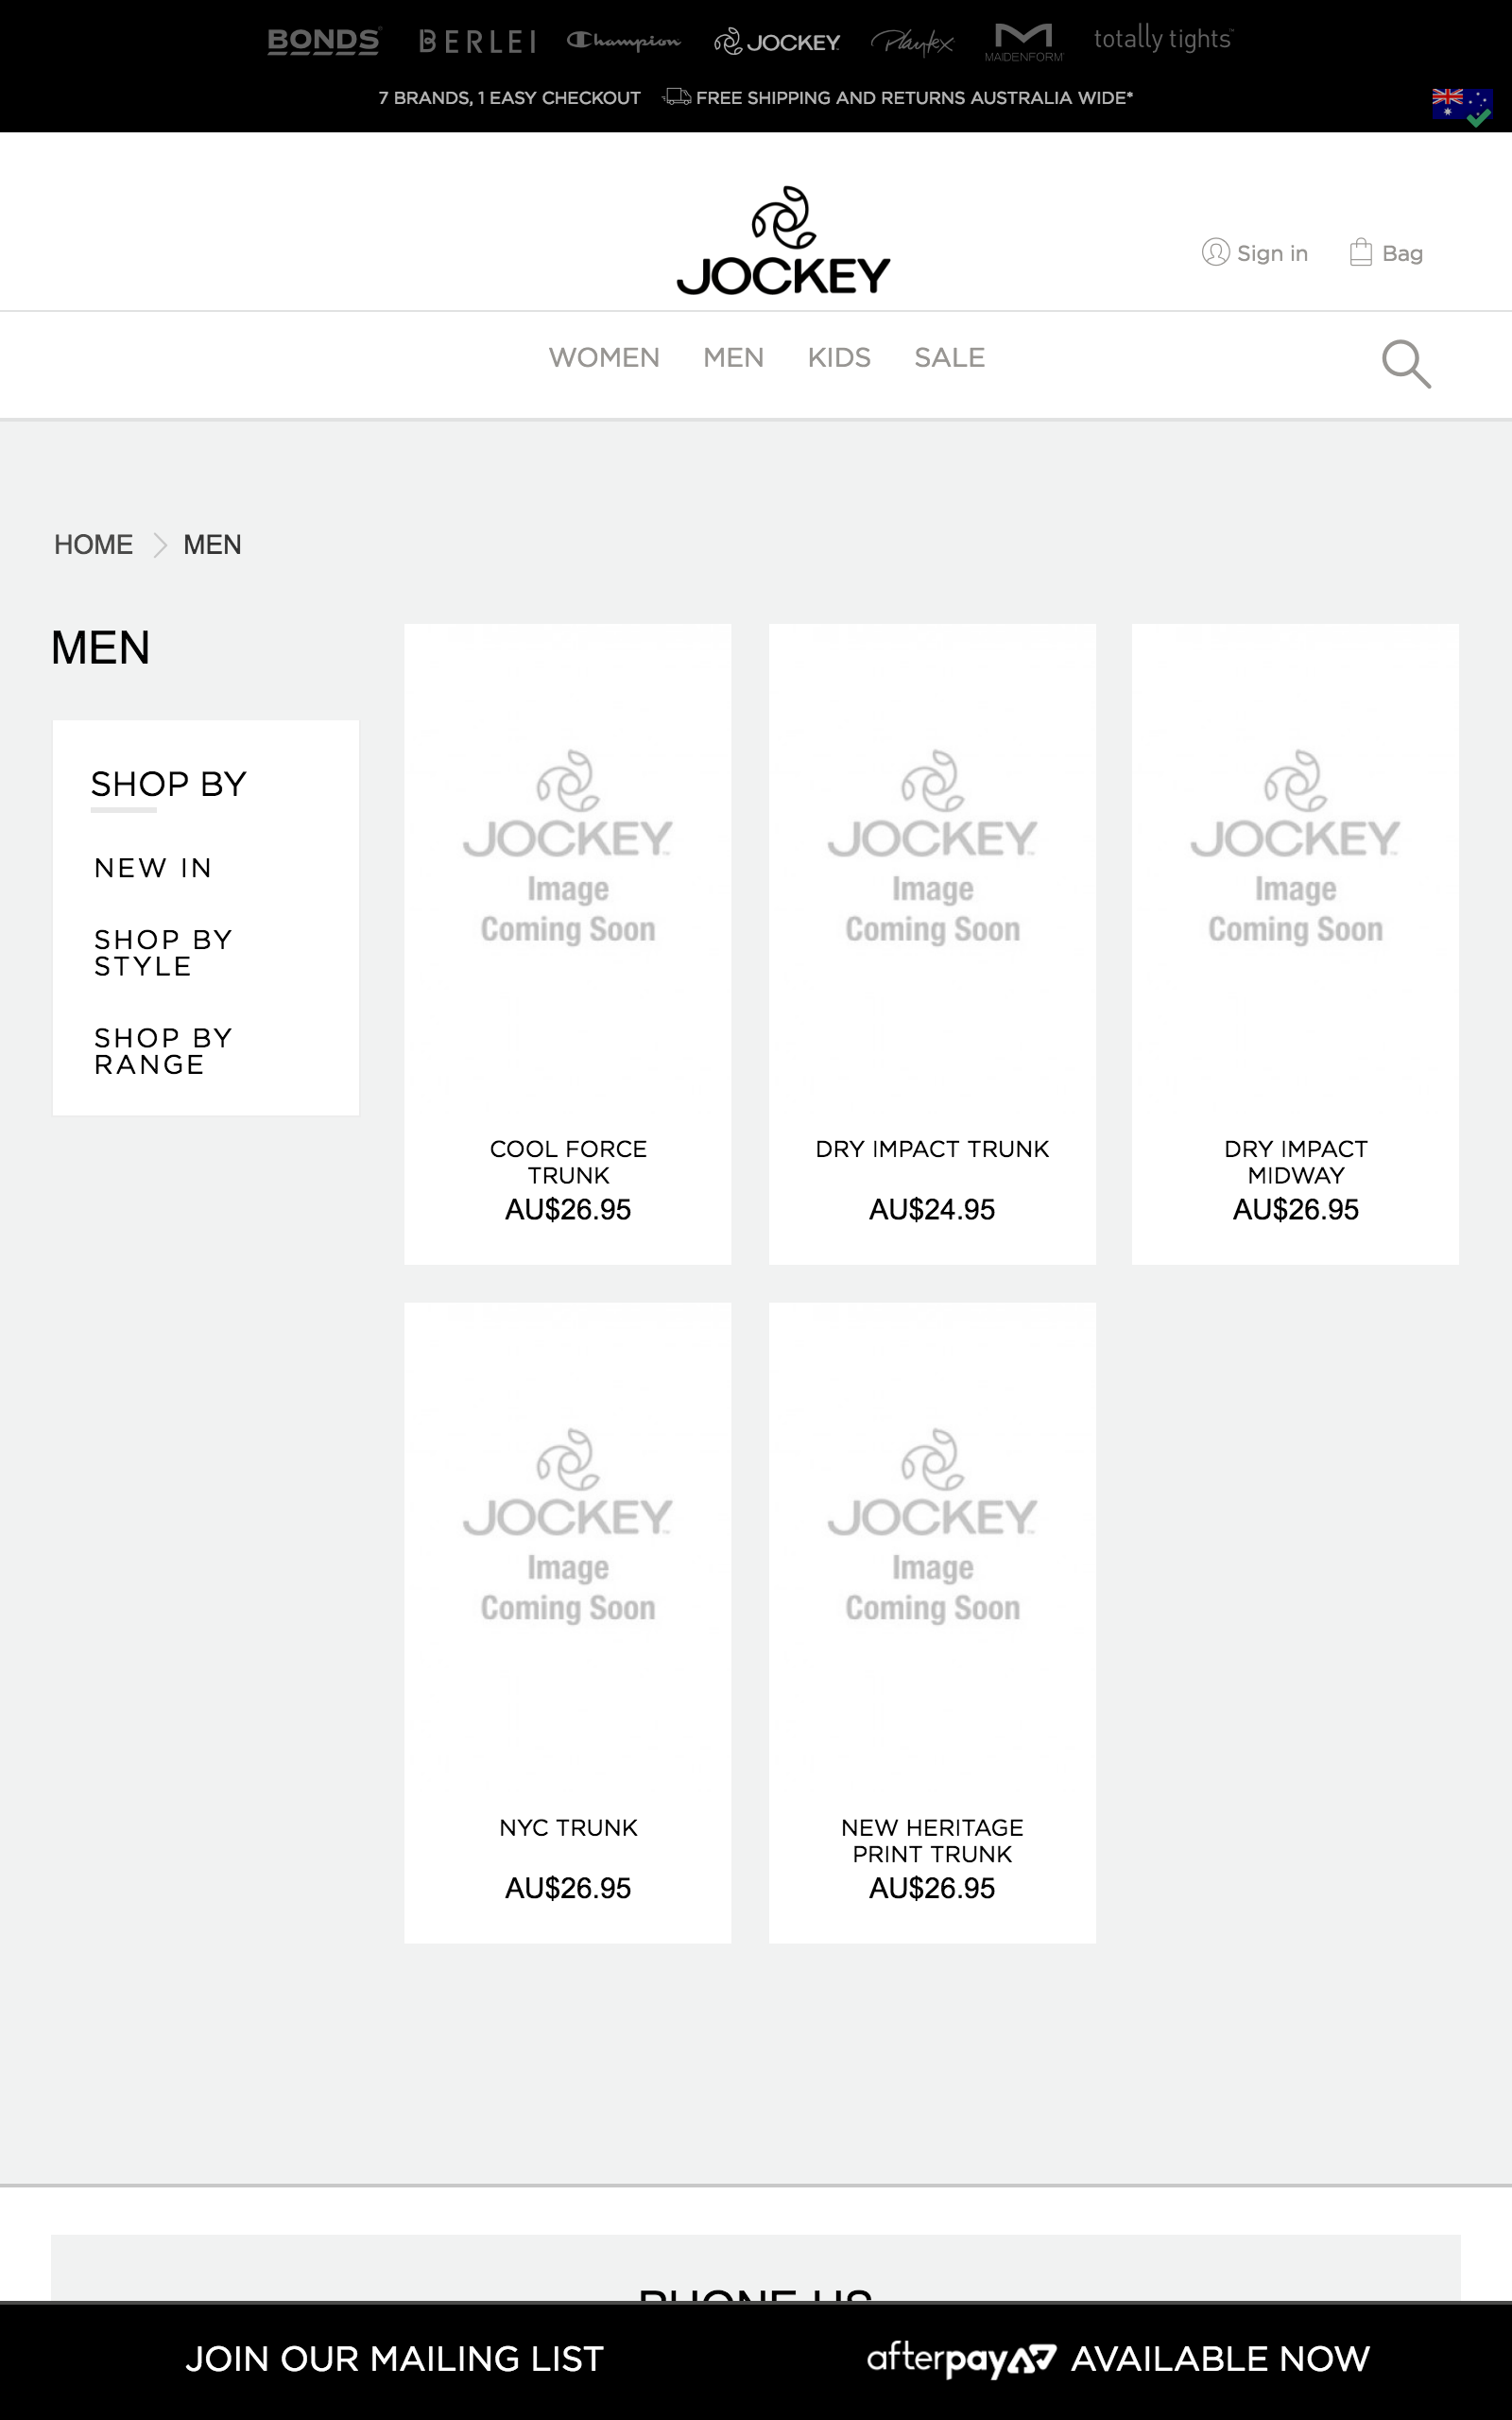 BONDS BERLEI Champion JOCKEY Playtex MAIDENFORM totally tights
7 BRANDS, 1 EASY CHECKOUT FREE SHIPPING AND RETURNS AUSTRALIA WIDE*
JOCKEY
Sign in Bag
WOMEN MEN KIDS SALE
HOME MEN
MEN
SHOP BY
NEW IN
SHOP BY
STYLE
SHOP BY
RANGE
JOCKEY
Image
Coming Soon
COOL FORCE
TRUNK
AU$26.95
JOCKEY
Image
Coming Soon
DRY IMPACT TRUNK
AU$24.95
JOCKEY
Image
Coming Soon
DRY IMPACT
MIDWAY
AU$26.95
JOCKEY
Image
Coming Soon
NYC TRUNK
AU$26.95
JOCKEY
Image
Coming Soon
NEW HERITAGE
PRINT TRUNK
AU$26.95
PHONE US
JOIN OUR MAILING LIST afterpay AVAILABLE NOW